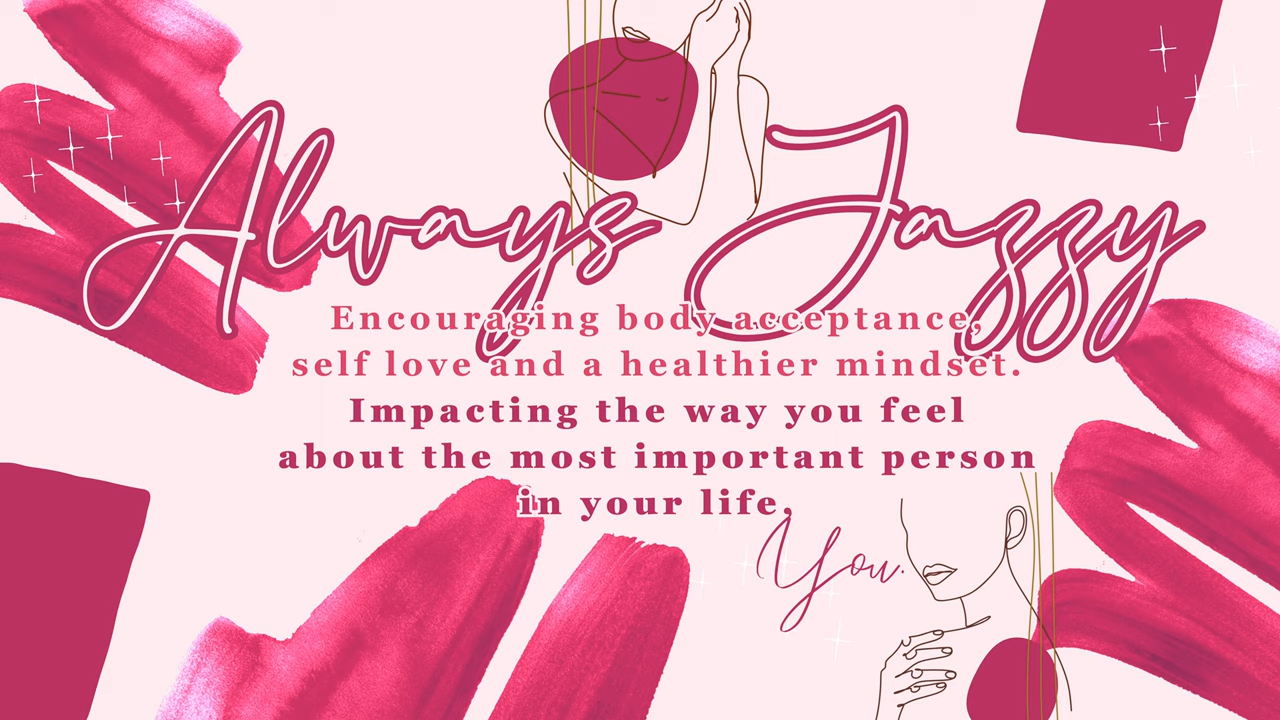 Always Jazzy
Encouraging body acceptance,
self love and a healthier mindset.
Impacting the way you feel
about the most important person
in your life,
You.